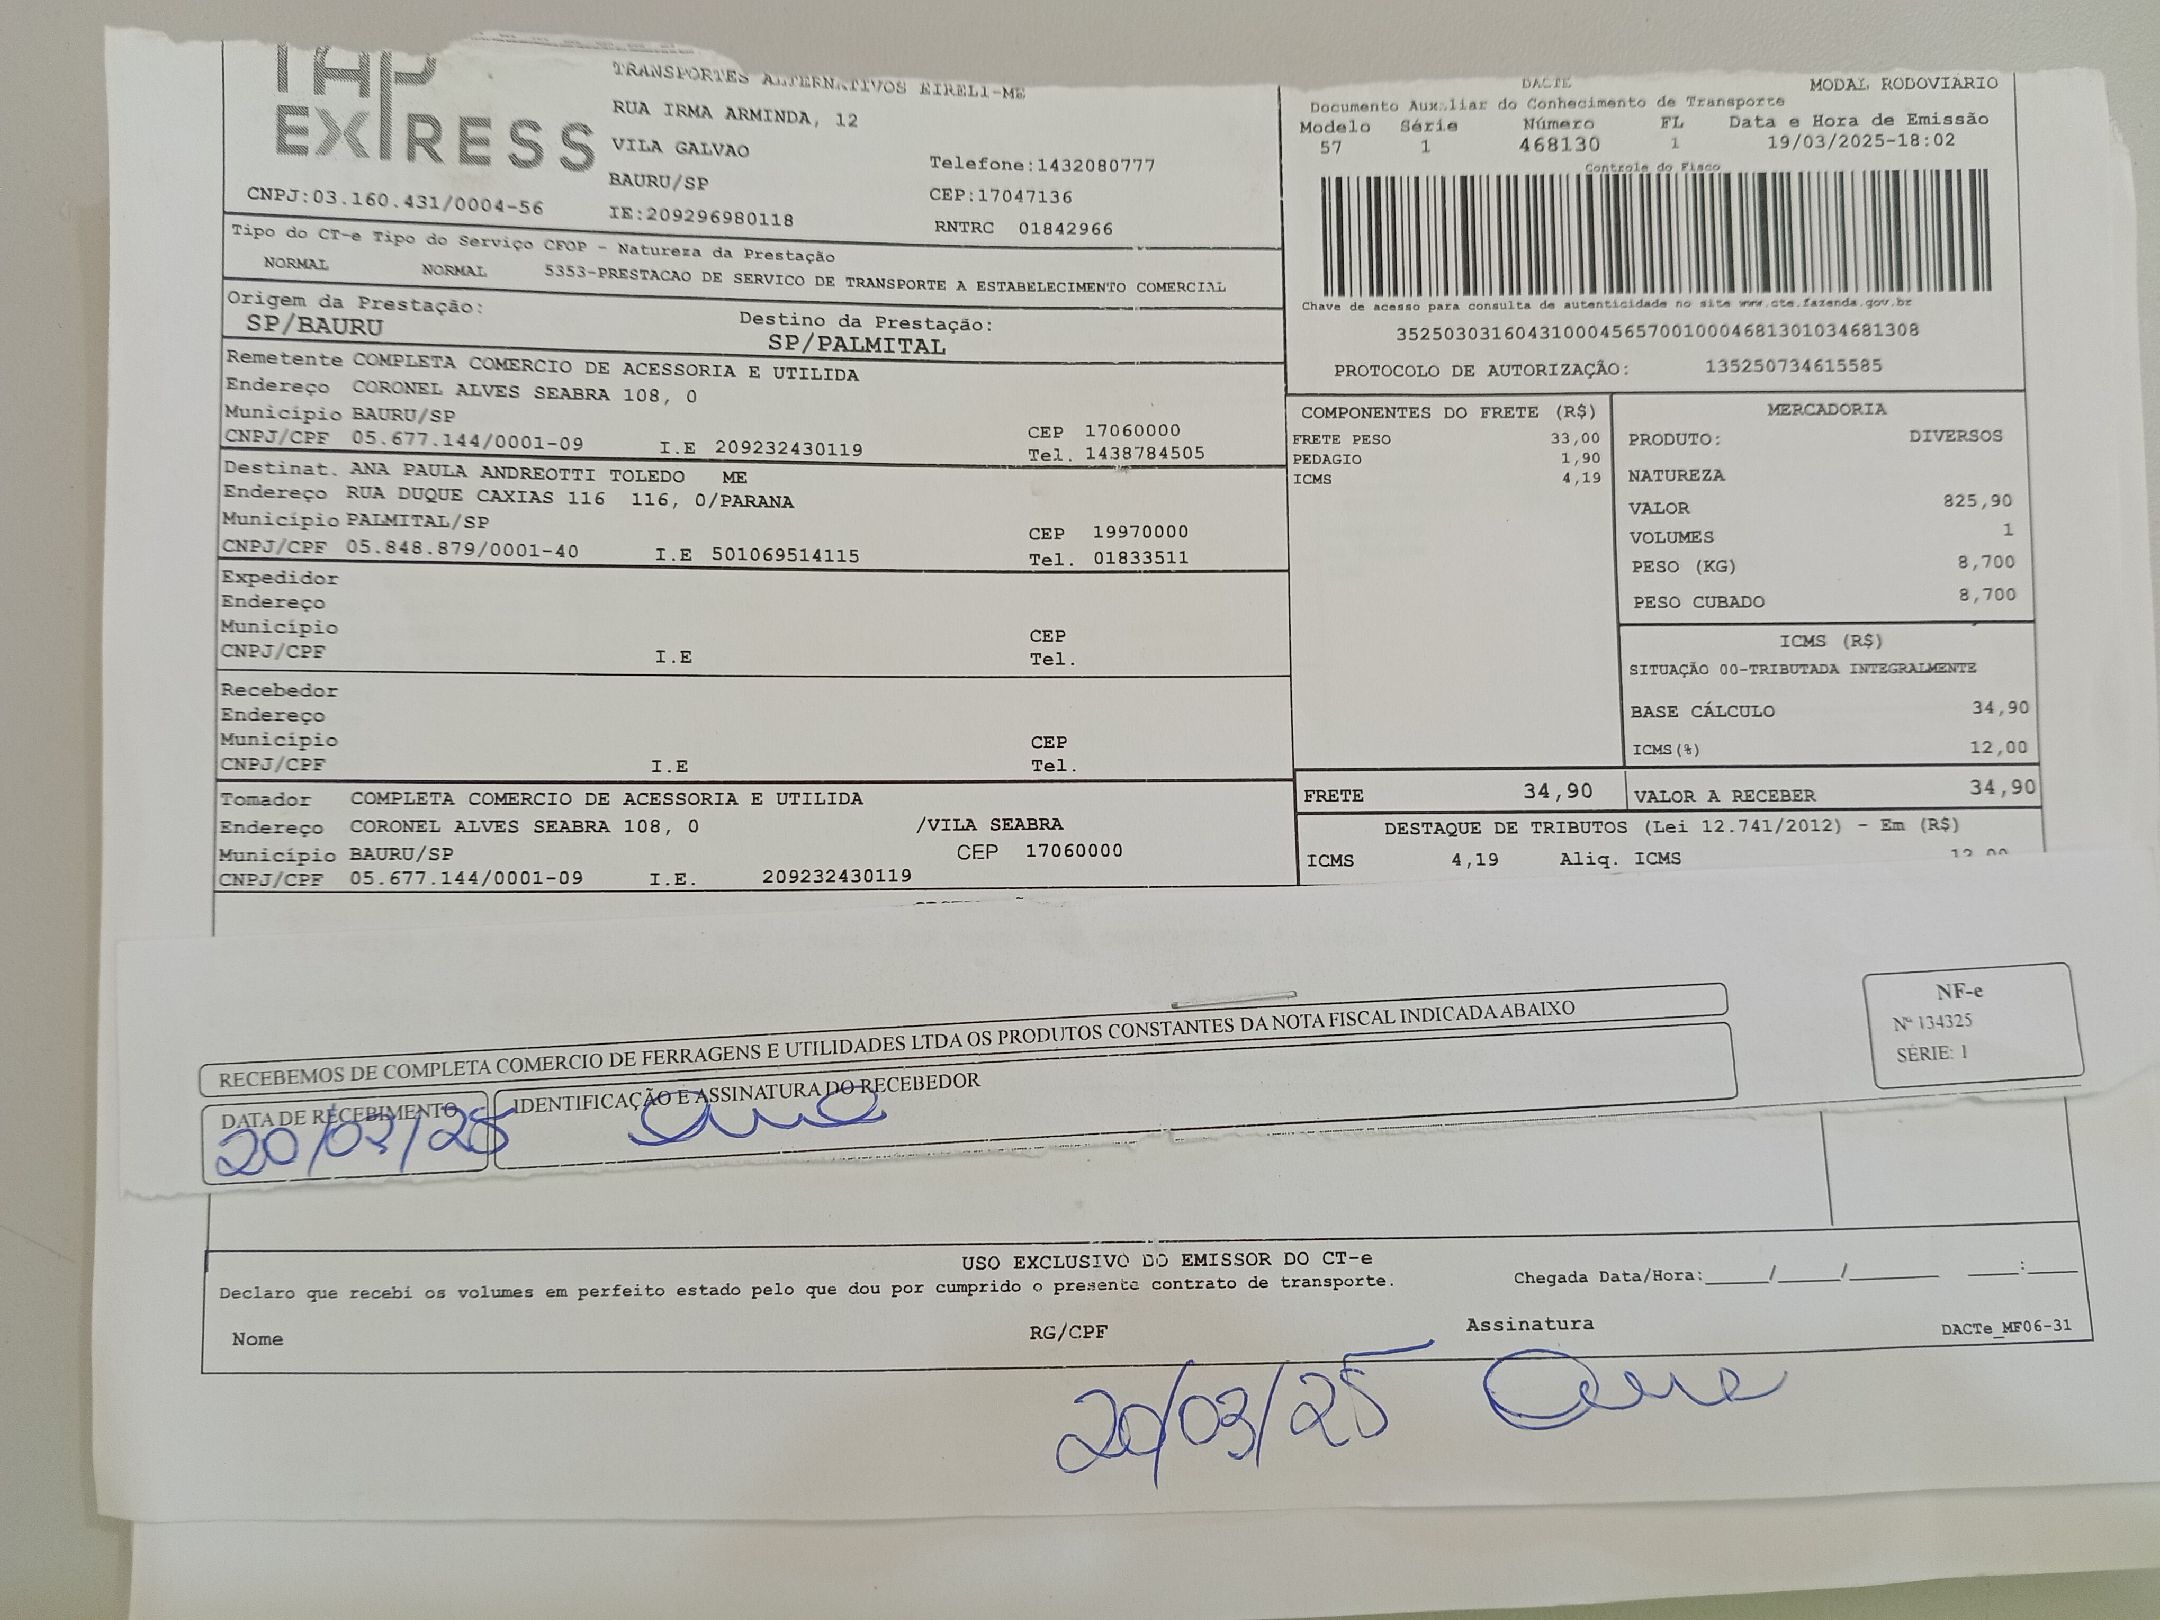 TAP
EXPRESS
CNPJ:03.160.431/0004-56
TRANSPORTES ALTERNATIVOS EIRELI-ME
RUA IRMA ARMINDA, 12
VILA GALVAO
BAURU/SP
IE:209296980118
Telefone:1432080777
CEP:17047136
RNTRC 01842966
DACTE
MODAL RODOVIÁRIO
Documento Auxiliar do Conhecimento de Transporte
Modelo Série Número FL Data e Hora de Emissão
57 1 468130 1 19/03/2025-18:02
Controle do Fisco
Chave de acesso para consulta de autenticidade no site www.cte.fazenda.gov.br
35250303160431000456570010004681301034681308
PROTOCOLO DE AUTORIZAÇÃO: 135250734615585
Tipo do CT-e Tipo do Serviço CFOP - Natureza da Prestação
NORMAL NORMAL 5353-PRESTACAO DE SERVICO DE TRANSPORTE A ESTABELECIMENTO COMERCIAL
Origem da Prestação:
SP/BAURU
Destino da Prestação:
SP/PALMITAL
Remetente COMPLETA COMERCIO DE ACESSORIA E UTILIDA
Endereço CORONEL ALVES SEABRA 108, 0
Município BAURU/SP CEP 17060000
CNPJ/CPF 05.677.144/0001-09 I.E 209232430119 Tel. 1438784505
Destinat. ANA PAULA ANDREOTTI TOLEDO ME
Endereço RUA DUQUE CAXIAS 116 116, 0/PARANA
Município PALMITAL/SP CEP 19970000
CNPJ/CPF 05.848.879/0001-40 I.E 501069514115 Tel. 01833511
Expedidor
Endereço
Município CEP
CNPJ/CPF I.E Tel.
Recebedor
Endereço
Município CEP
CNPJ/CPF I.E Tel.
Tomador COMPLETA COMERCIO DE ACESSORIA E UTILIDA
Endereço CORONEL ALVES SEABRA 108, 0 /VILA SEABRA
Município BAURU/SP CEP 17060000
CNPJ/CPF 05.677.144/0001-09 I.E. 209232430119
COMPONENTES DO FRETE (R$)
FRETE PESO 33,00
PEDAGIO 1,90
ICMS 4,19
MERCADORIA
PRODUTO: DIVERSOS
NATUREZA
VALOR 825,90
VOLUMES 1
PESO (KG) 8,700
PESO CUBADO 8,700
ICMS (R$)
SITUAÇÃO 00-TRIBUTADA INTEGRALMENTE
BASE CÁLCULO 34,90
ICMS(%) 12,00
FRETE 34,90 VALOR A RECEBER 34,90
DESTAQUE DE TRIBUTOS (Lei 12.741/2012) - Em (R$)
ICMS 4,19 Aliq. ICMS 12,00
RECEBEMOS DE COMPLETA COMERCIO DE FERRAGENS E UTILIDADES LTDA OS PRODUTOS CONSTANTES DA NOTA FISCAL INDICADA ABAIXO
DATA DE RECEBIMENTO
20/03/25
IDENTIFICAÇÃO E ASSINATURA DO RECEBEDOR
Ana
NF-e
Nº 134325
SÉRIE: 1
USO EXCLUSIVO DO EMISSOR DO CT-e
Declaro que recebi os volumes em perfeito estado pelo que dou por cumprido o presente contrato de transporte.
Chegada Data/Hora:_____/_____/_______ ____:____
Nome RG/CPF Assinatura
DACTe_MF06-31
20/03/25 Ana